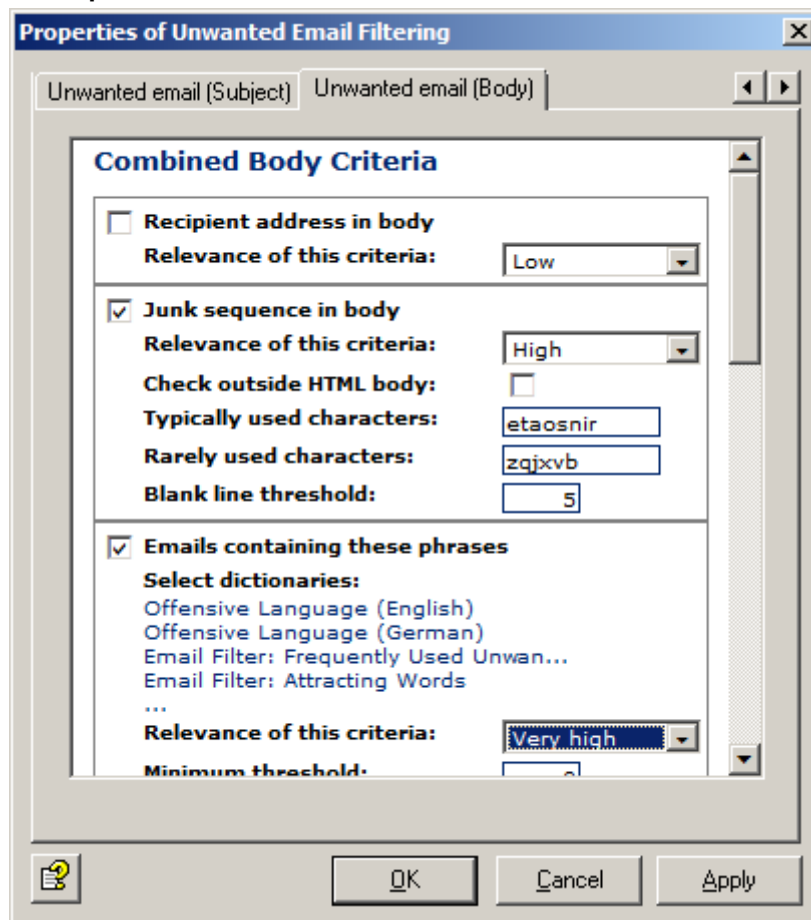 Properties of Unwanted Email Filtering
Unwanted email (Subject) Unwanted email (Body)
Combined Body Criteria
Recipient address in body
Relevance of this criteria: Low
Junk sequence in body
Relevance of this criteria: High
Check outside HTML body:
Typically used characters: etaosnir
Rarely used characters: zqjxvb
Blank line threshold: 5
Emails containing these phrases
Select dictionaries:
Offensive Language (English)
Offensive Language (German)
Email Filter: Frequently Used Unwan...
Email Filter: Attracting Words
...
Relevance of this criteria: Very high
Minimum threshold:
OK Cancel Apply